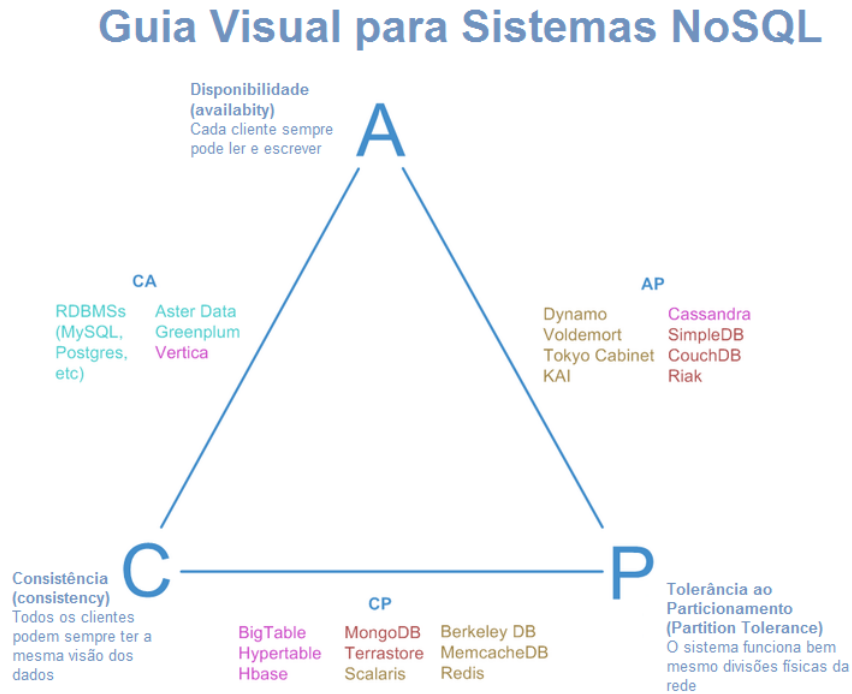 Guia Visual para Sistemas NoSQL
Disponibilidade
(availabity)
Cada cliente sempre
pode ler e escrever
A
CA
RDBMSs
(MySQL,
Postgres,
etc)
Aster Data
Greenplum
Vertica
AP
Dynamo
Voldemort
Tokyo Cabinet
KAI
Cassandra
SimpleDB
CouchDB
Riak
C
Consistência
(consistency)
Todos os clientes
podem sempre ter a
mesma visão dos
dados
P
Tolerância ao
Particionamento
(Partition Tolerance)
O sistema funciona bem
mesmo divisões físicas da
rede
CP
BigTable
Hypertable
Hbase
MongoDB
Terrastore
Scalaris
Berkeley DB
MemcacheDB
Redis